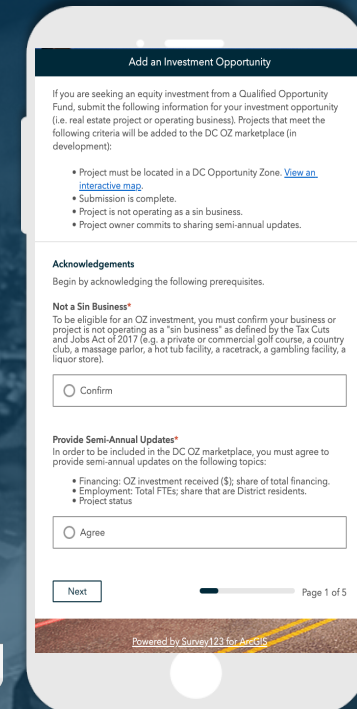 Add an Investment Opportunity
If you are seeking an equity investment from a Qualified Opportunity
Fund, submit the following information for your investment opportunity
(i.e. real estate project or operating business). Projects that meet the
following criteria will be added to the DC OZ marketplace (in
development):
• Project must be located in a DC Opportunity Zone. View an
interactive map.
• Submission is complete.
• Project is not operating as a sin business.
• Project owner commits to sharing semi-annual updates.
Acknowledgements
Begin by acknowledging the following prerequisites.
Not a Sin Business*
To be eligible for an OZ investment, you must confirm your business or
project is not operating as a "sin business" as defined by the Tax Cuts
and Jobs Act of 2017 (e.g. a private or commercial golf course, a country
club, a massage parlor, a hot tub facility, a racetrack, a gambling facility, a
liquor store).
Confirm
Provide Semi-Annual Updates*
In order to be included in the DC OZ marketplace, you must agree to
provide semi-annual updates on the following topics:
• Financing: OZ investment received ($); share of total financing.
• Employment: Total FTEs; share that are District residents.
• Project status
Agree
Next
Page 1 of 5
Powered by Survey123 for ArcGIS